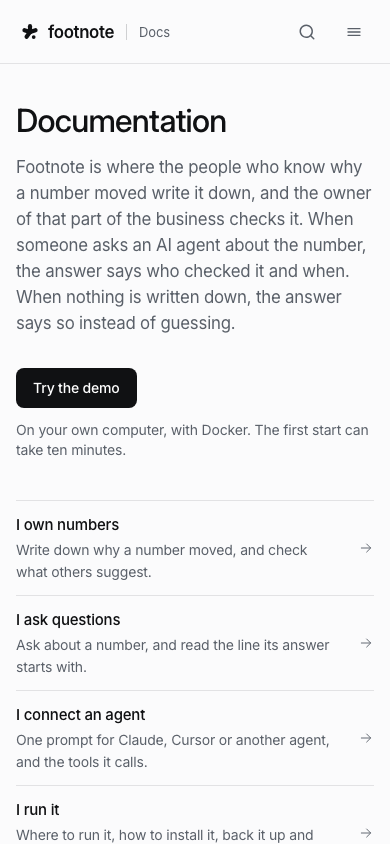 footnote
Docs
Documentation
Footnote is where the people who know why
a number moved write it down, and the owner
of that part of the business checks it. When
someone asks an AI agent about the number,
the answer says who checked it and when.
When nothing is written down, the answer
says so instead of guessing.
Try the demo
On your own computer, with Docker. The first start can
take ten minutes.
I own numbers
Write down why a number moved, and check
what others suggest.
I ask questions
Ask about a number, and read the line its answer
starts with.
I connect an agent
One prompt for Claude, Cursor or another agent,
and the tools it calls.
I run it
Where to run it, how to install it, back it up and